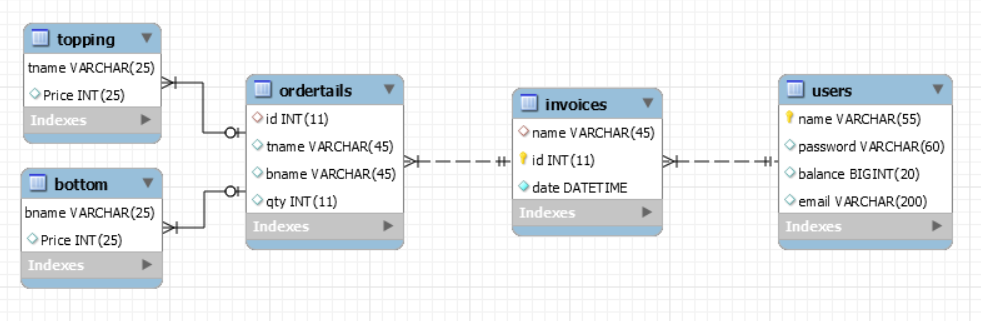 topping
tname VARCHAR(25)
Price INT(25)
Indexes
bottom
bname VARCHAR(25)
Price INT(25)
Indexes
ordertails
id INT(11)
tname VARCHAR(45)
bname VARCHAR(45)
qty INT(11)
Indexes
invoices
name VARCHAR(45)
id INT(11)
date DATETIME
Indexes
users
name VARCHAR(55)
password VARCHAR(60)
balance BIGINT(20)
email VARCHAR(200)
Indexes